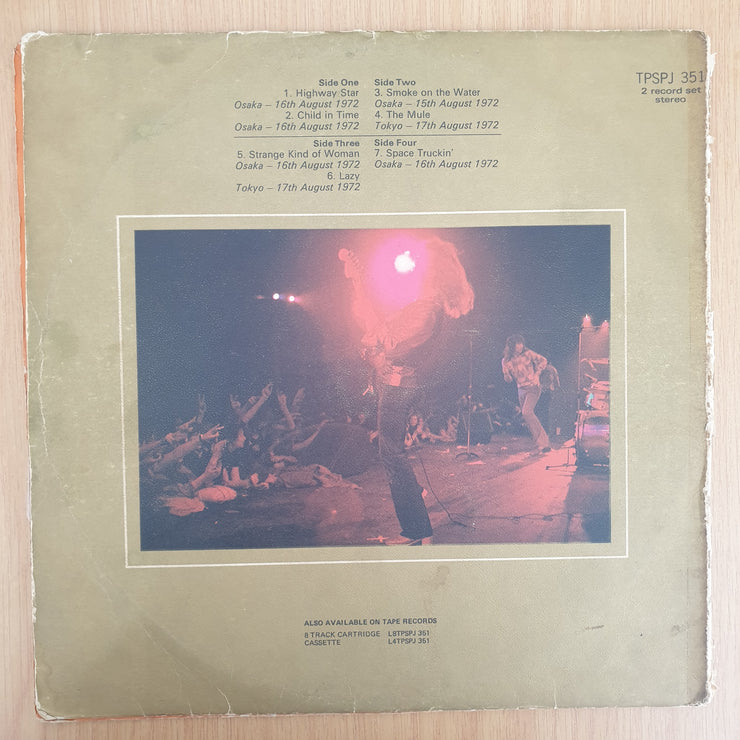 Side One
1. Highway Star
Osaka – 16th August 1972
2. Child in Time
Osaka – 16th August 1972
Side Two
3. Smoke on the Water
Osaka – 15th August 1972
4. The Mule
Tokyo – 17th August 1972
Side Three
5. Strange Kind of Woman
Osaka – 16th August 1972
6. Lazy
Tokyo – 17th August 1972
Side Four
7. Space Truckin'
Osaka – 16th August 1972
TPSPJ 351
2 record set
stereo
ALSO AVAILABLE ON TAPE RECORDS
8 TRACK CARTRIDGE L8TPSPJ 351
CASSETTE L4TPSPJ 351